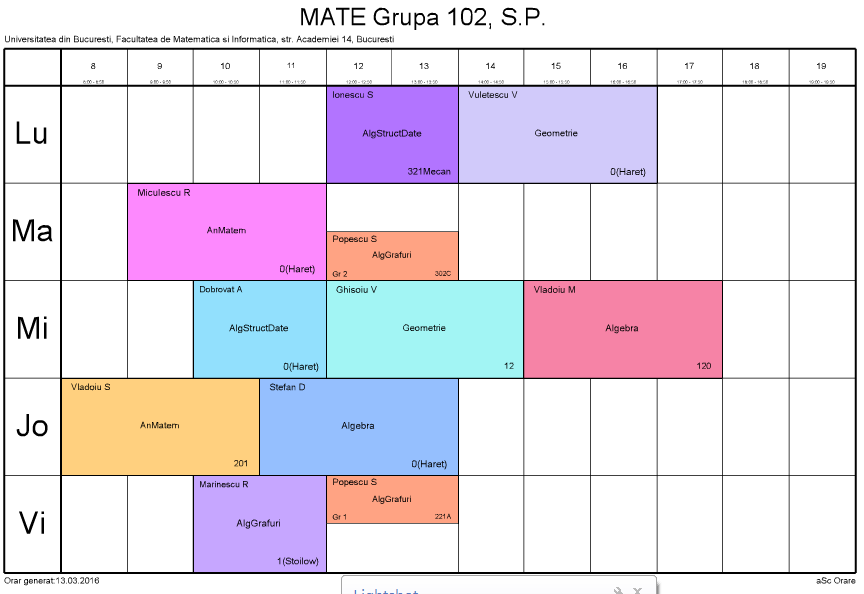 MATE Grupa 102, S.P.
Universitatea din Bucuresti, Facultatea de Matematica si Informatica, str. Academiei 14, Bucuresti
8 9 10 11 12 13 14 15 16 17 18 19
8:00 - 8:50 9:00 - 9:50 10:00 - 10:50 11:00 - 11:50 12:00 - 12:50 13:00 - 13:50 14:00 - 14:50 15:00 - 15:50 16:00 - 16:50 17:00 - 17:50 18:00 - 18:50 19:00 - 19:50
Lu
Ionescu S
AlgStructDate
321Mecan
Vuletescu V
Geometrie
0(Haret)
Ma
Miculescu R
AnMatem
0(Haret)
Popescu S
AlgGrafuri
Gr 2 302C
Mi
Dobrovat A
AlgStructDate
0(Haret)
Ghisoiu V
Geometrie
12
Vladoiu M
Algebra
120
Jo
Vladoiu S
AnMatem
201
Stefan D
Algebra
0(Haret)
Vi
Marinescu R
AlgGrafuri
1(Stoilow)
Popescu S
AlgGrafuri
Gr 1 221A
Orar generat:13.03.2016
aSc Orare
Lightshot